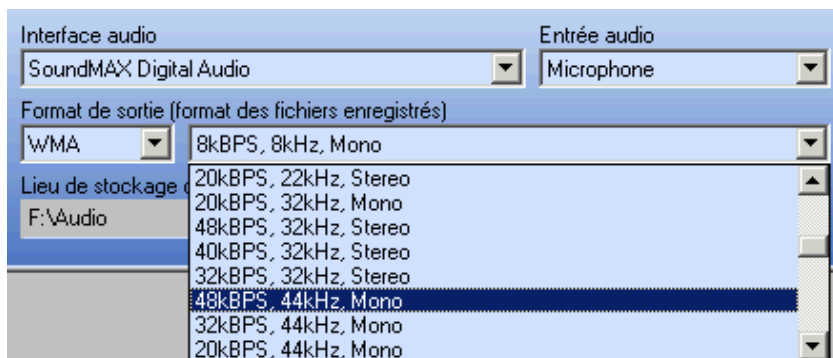 Interface audio Entrée audio
SoundMAX Digital Audio Microphone
Format de sortie (format des fichiers enregistrés)
WMA 8kBPS, 8kHz, Mono
Lieu de stockage
F:\Audio
20kBPS, 22kHz, Stereo
20kBPS, 32kHz, Mono
48kBPS, 32kHz, Stereo
40kBPS, 32kHz, Stereo
32kBPS, 32kHz, Stereo
48kBPS, 44kHz, Mono
32kBPS, 44kHz, Mono
20kBPS, 44kHz, Mono